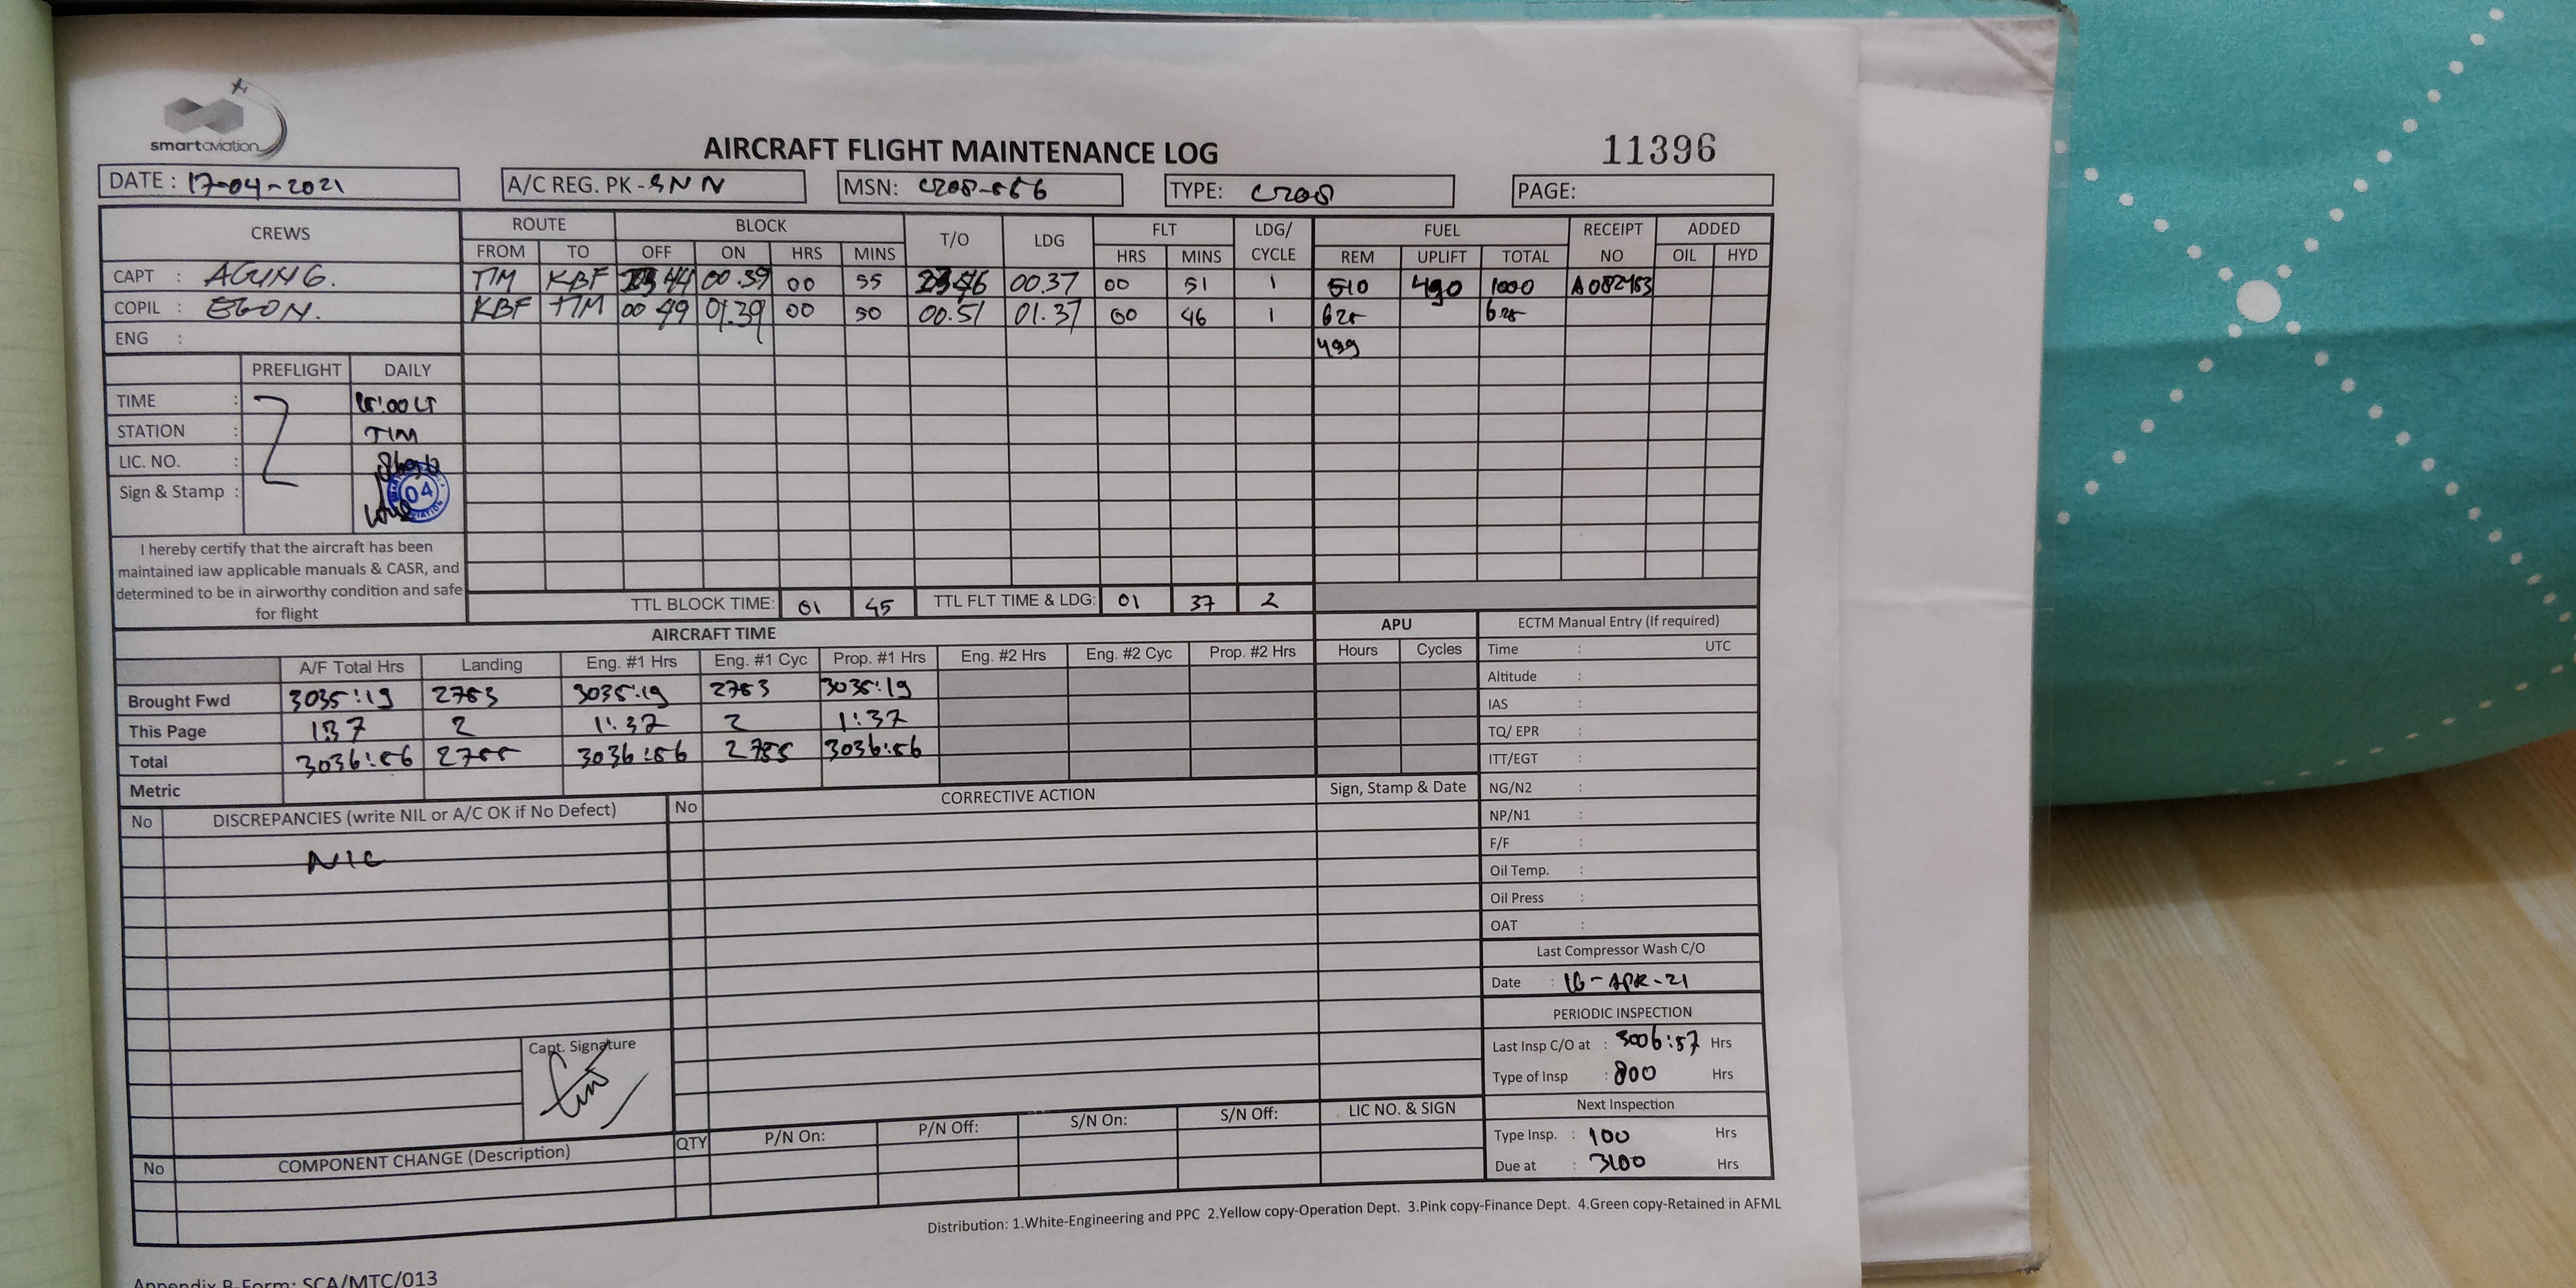 smartaviation
AIRCRAFT FLIGHT MAINTENANCE LOG
11396
DATE : 17-04-2021
A/C REG. PK - SNN
MSN: C208-556
TYPE: C208
PAGE:
CREWS ROUTE BLOCK T/O LDG FLT LDG/ CYCLE FUEL RECEIPT NO ADDED
FROM TO OFF ON HRS MINS HRS MINS REM UPLIFT TOTAL OIL HYD
CAPT : AGUNG. TIM KBF 23 44 00.39 00 55 23 46 00.37 00 51 1 510 490 1000 A082453
COPIL : EGON. KBF TIM 00 49 01.39 00 50 00.51 01.37 00 46 1 625 625
ENG : 499
PREFLIGHT DAILY
TIME : :00 LT
STATION : TIM
LIC. NO. :
Sign & Stamp : 04
I hereby certify that the aircraft has been
maintained iaw applicable manuals & CASR, and
determined to be in airworthy condition and safe
for flight
TTL BLOCK TIME: 01 45 TTL FLT TIME & LDG: 01 37 2
AIRCRAFT TIME
A/F Total Hrs Landing Eng. #1 Hrs Eng. #1 Cyc Prop. #1 Hrs Eng. #2 Hrs Eng. #2 Cyc Prop. #2 Hrs
Brought Fwd 3035:19 2753 3035:19 2753 3035:19
This Page 1:37 2 1:37 2 1:37
Total 3036:56 2755 3036:56 2755 3036:56
Metric
APU
Hours Cycles
ECTM Manual Entry (If required)
Time : UTC
Altitude :
IAS :
TQ/ EPR :
ITT/EGT :
NG/N2 :
NP/N1 :
F/F :
Oil Temp. :
Oil Press :
OAT :
Last Compressor Wash C/O
Date : 16-APR-21
PERIODIC INSPECTION
Last Insp C/O at : 3006:57 Hrs
Type of Insp : 800 Hrs
Next Inspection
Type Insp. : 100 Hrs
Due at : 3100 Hrs
No DISCREPANCIES (write NIL or A/C OK if No Defect) No CORRECTIVE ACTION Sign, Stamp & Date
NIL
Capt. Signature
No COMPONENT CHANGE (Description) QTY P/N On: P/N Off: S/N On: S/N Off: LIC NO. & SIGN
Distribution: 1.White-Engineering and PPC 2.Yellow copy-Operation Dept. 3.Pink copy-Finance Dept. 4.Green copy-Retained in AFML
Appendix B-Form: SCA/MTC/013